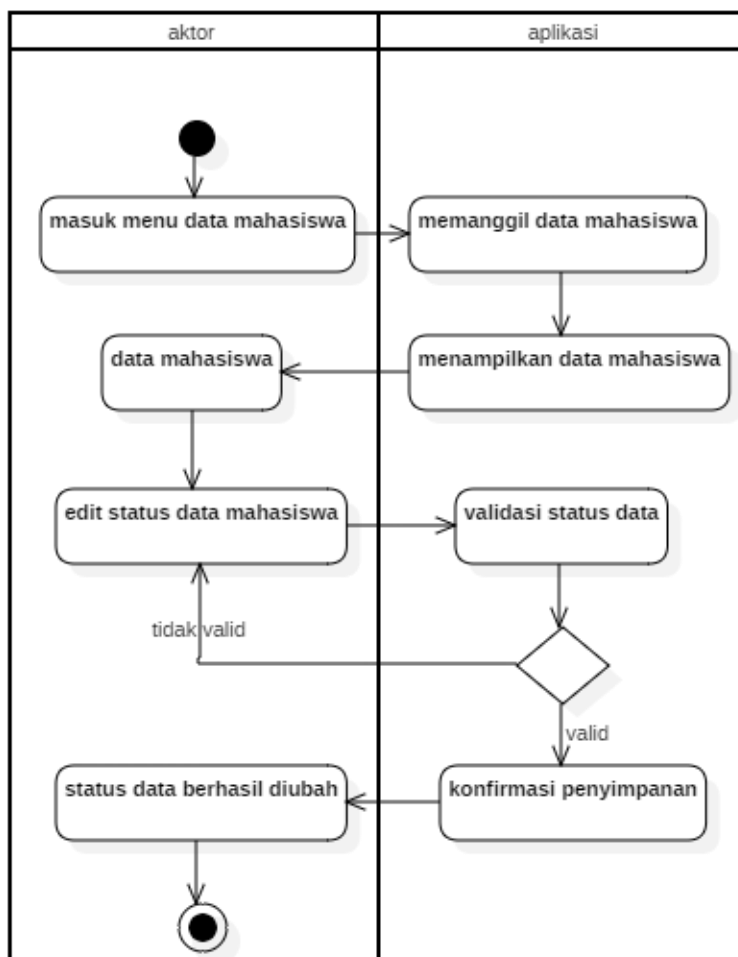 aktor
aplikasi
masuk menu data mahasiswa
memanggil data mahasiswa
data mahasiswa
menampilkan data mahasiswa
edit status data mahasiswa
validasi status data
tidak valid
valid
status data berhasil diubah
konfirmasi penyimpanan